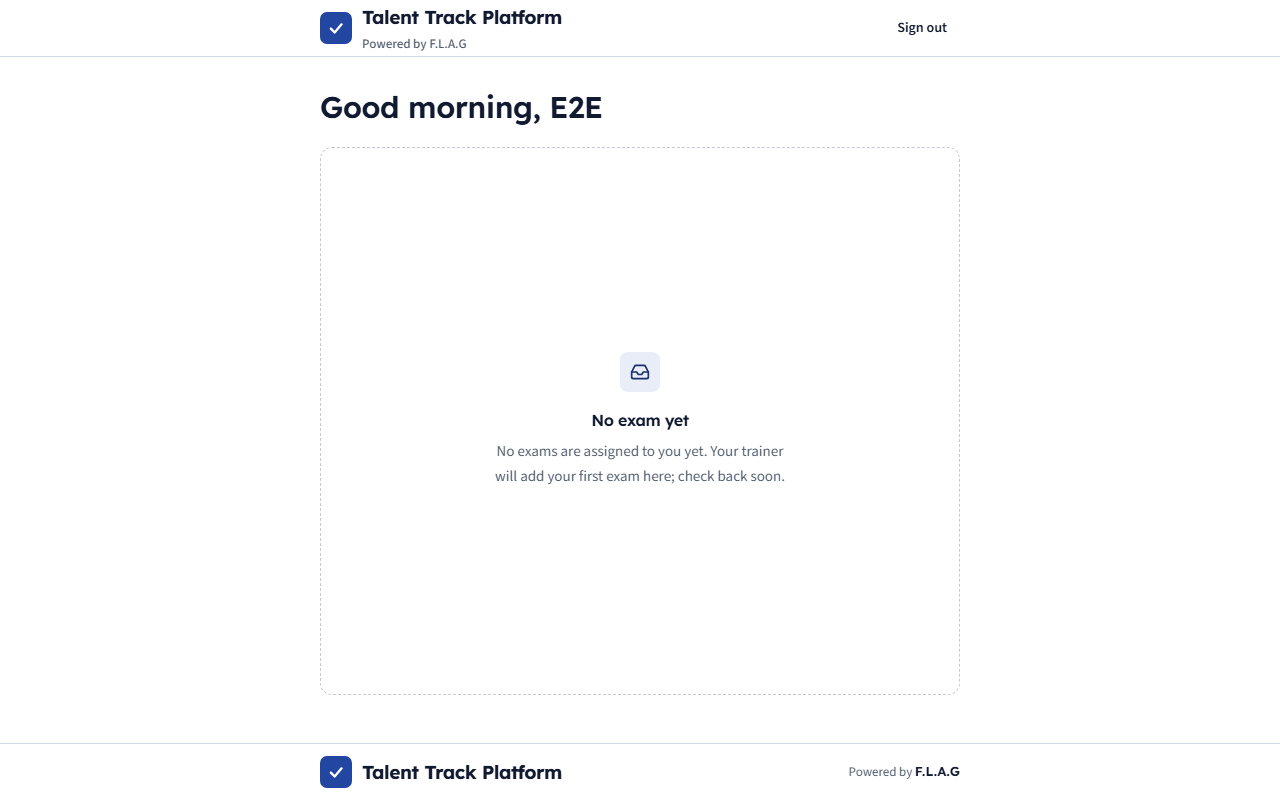 Talent Track Platform
Powered by F.L.A.G
Sign out
Good morning, E2E
No exam yet
No exams are assigned to you yet. Your trainer
will add your first exam here; check back soon.
Talent Track Platform
Powered by F.L.A.G